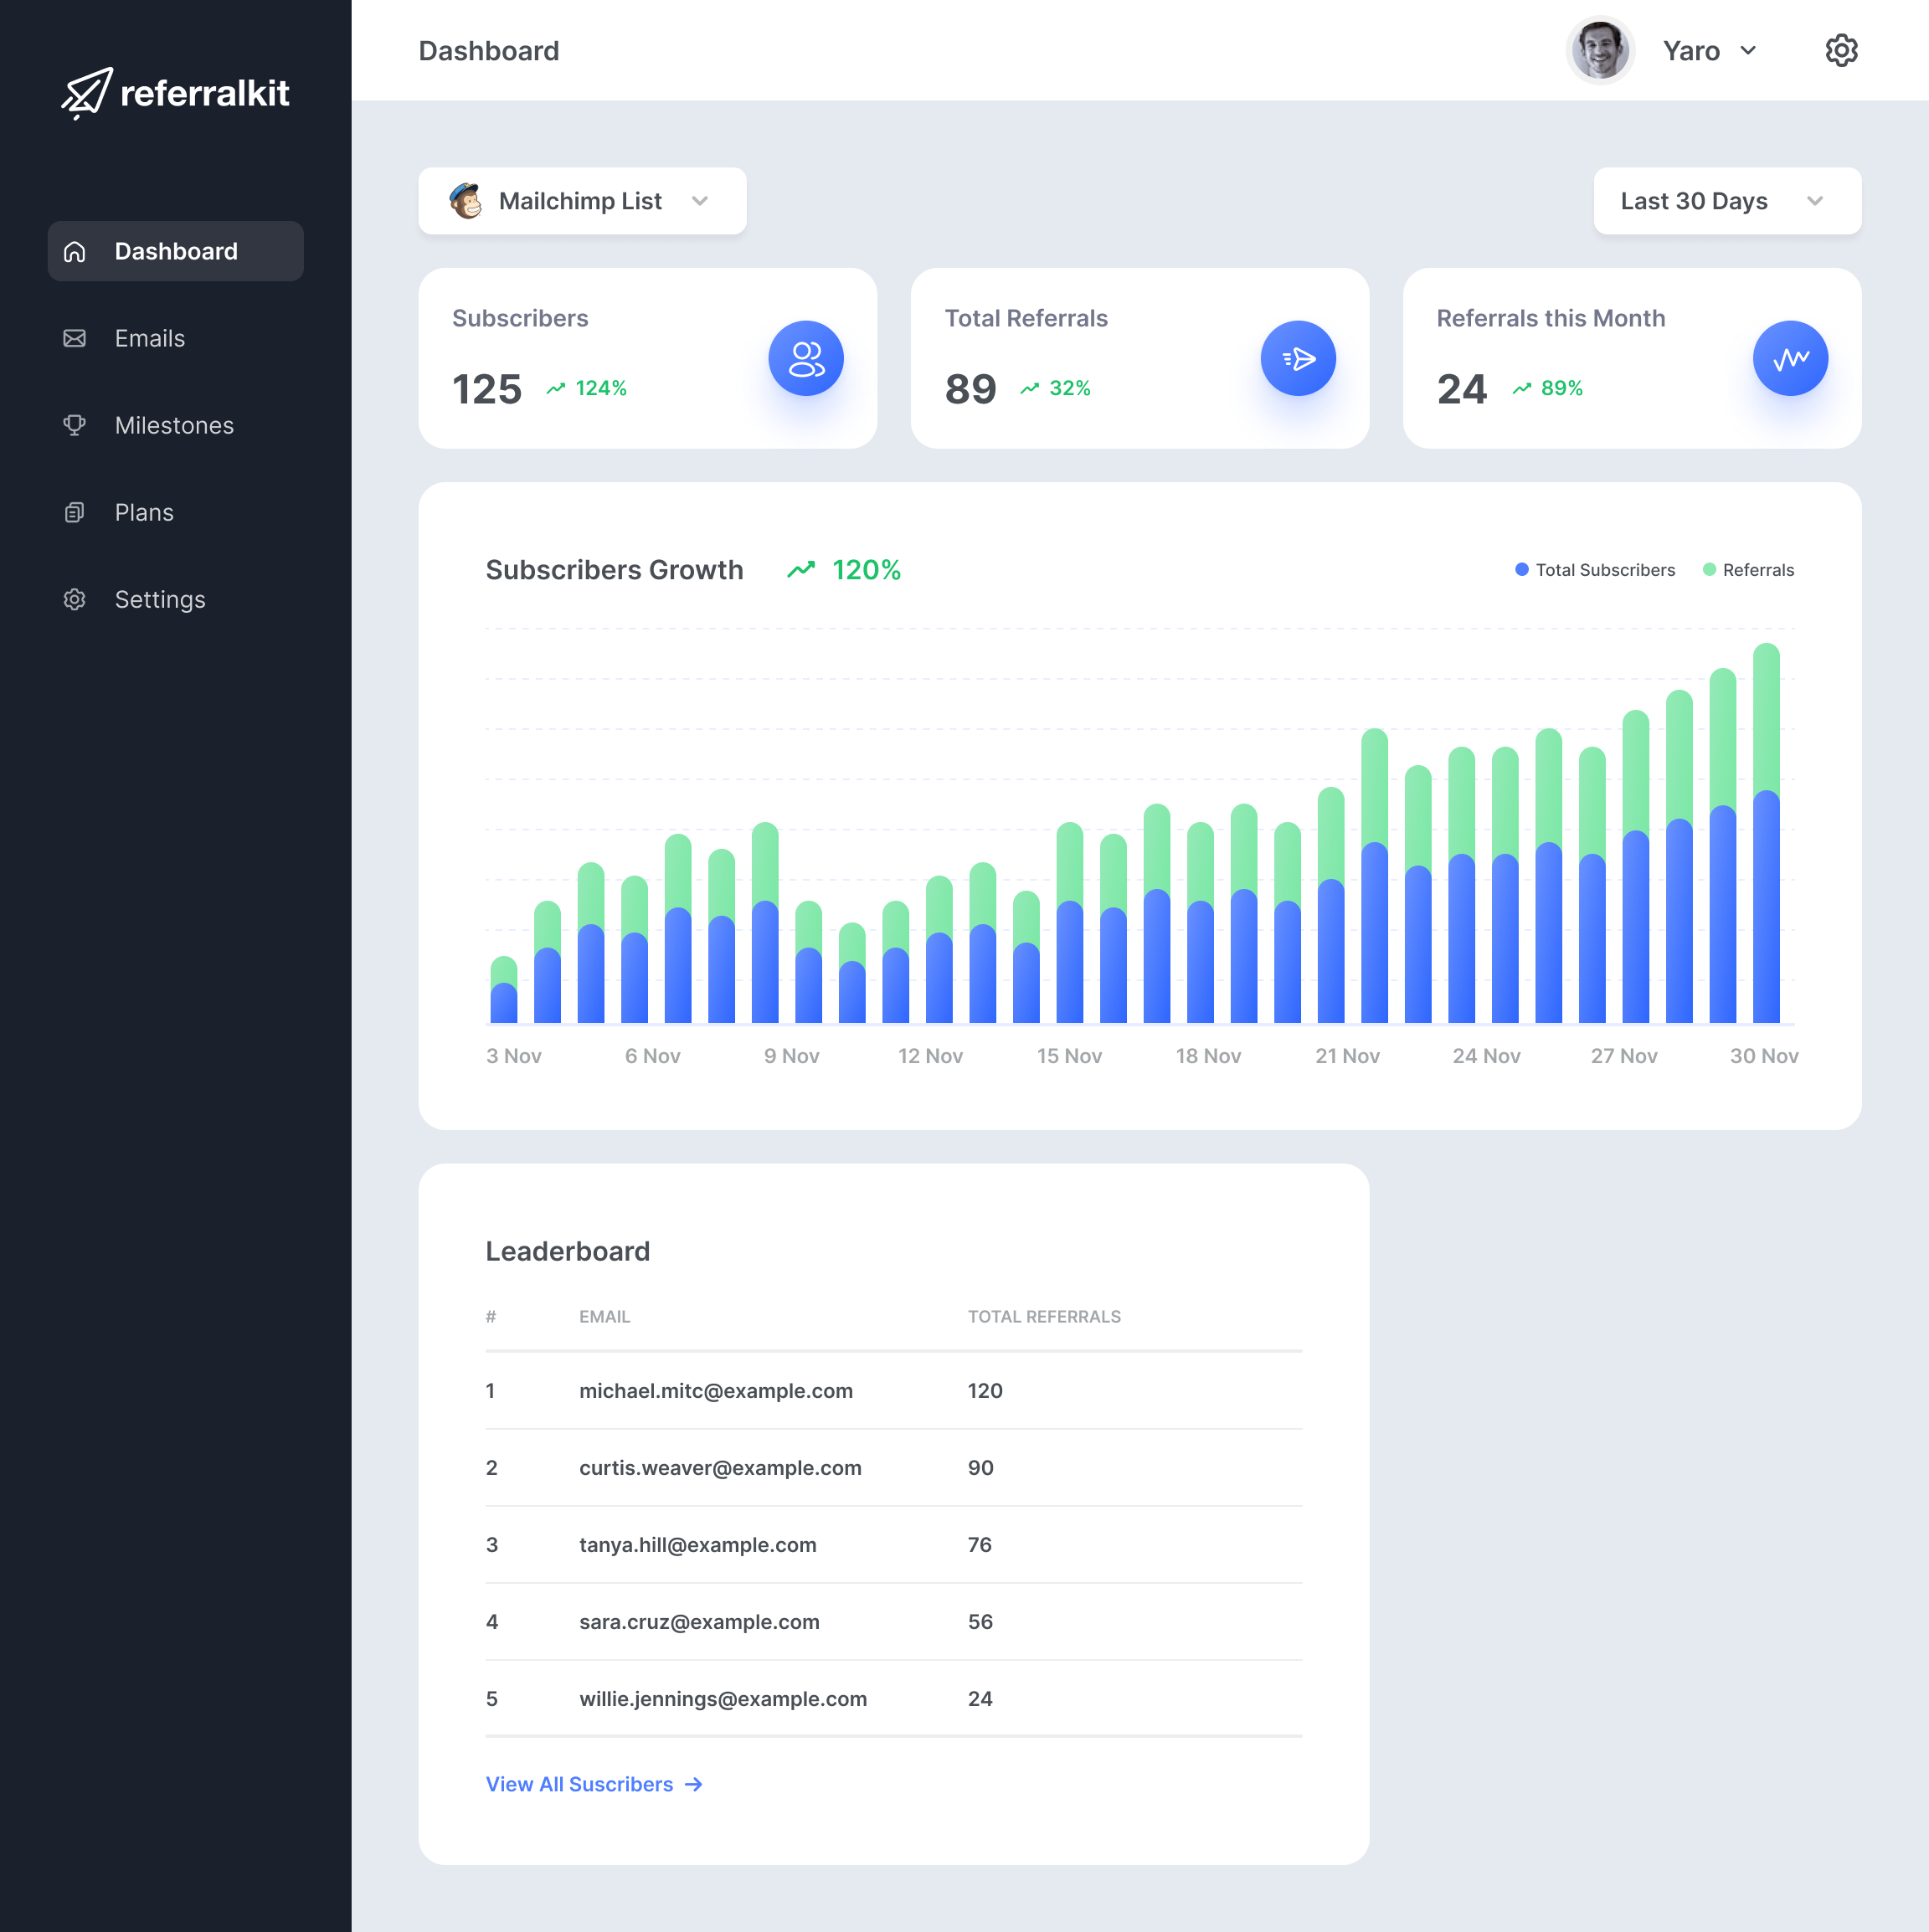 referralkit
Dashboard
Emails
Milestones
Plans
Settings
Dashboard
Yaro
Mailchimp List
Last 30 Days
Subscribers
125 124%
Total Referrals
89 32%
Referrals this Month
24 89%
Subscribers Growth 120%
Total Subscribers Referrals
3 Nov 6 Nov 9 Nov 12 Nov 15 Nov 18 Nov 21 Nov 24 Nov 27 Nov 30 Nov
Leaderboard
# EMAIL TOTAL REFERRALS
1 michael.mitc@example.com 120
2 curtis.weaver@example.com 90
3 tanya.hill@example.com 76
4 sara.cruz@example.com 56
5 willie.jennings@example.com 24
View All Suscribers